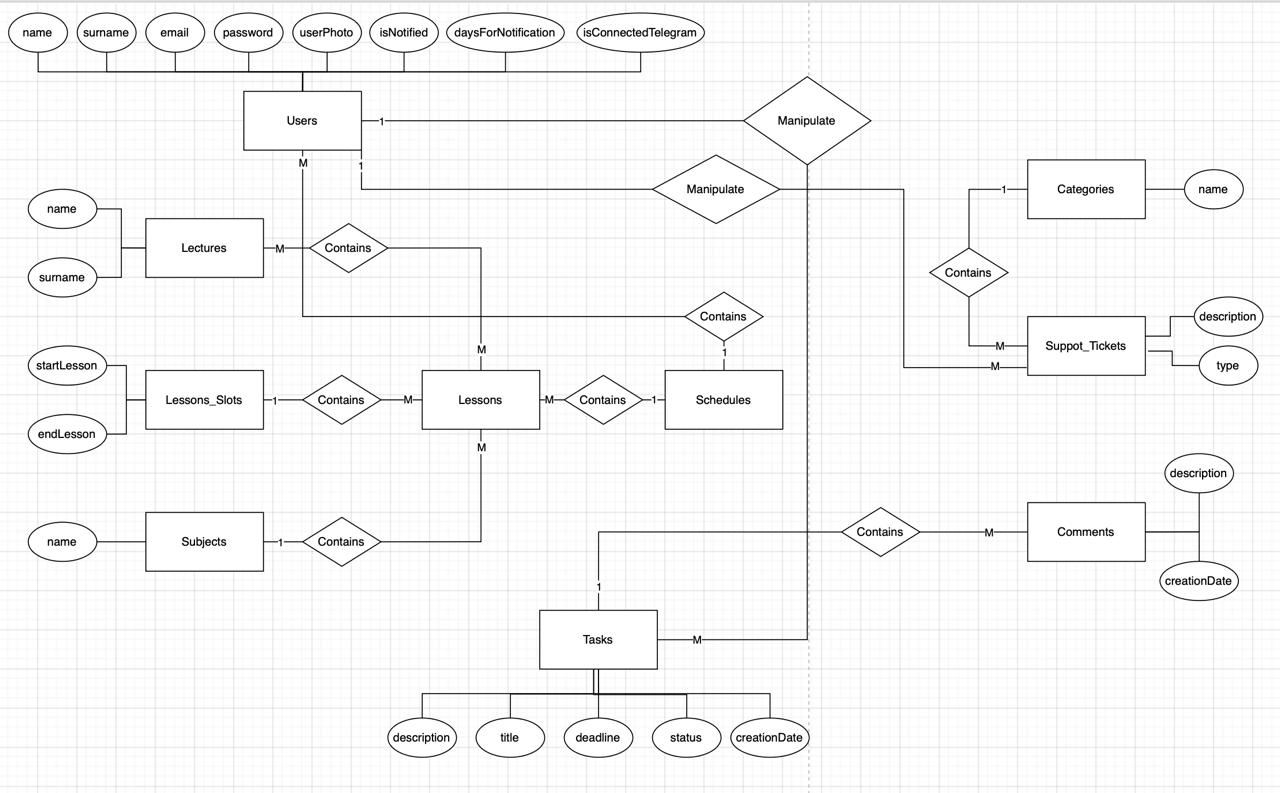 name
surname
email
password
userPhoto
isNotified
daysForNotification
isConnectedTelegram
Users
1
Manipulate
M
1
Manipulate
1
Categories
name
name
Lectures
M
Contains
surname
Contains
Contains
description
M
Suppot_Tickets
M
1
M
type
startLesson
Lessons_Slots
1
Contains
M
Lessons
M
Contains
1
Schedules
endLesson
M
description
name
Subjects
1
Contains
Contains
M
Comments
1
creationDate
Tasks
M
description
title
deadline
status
creationDate